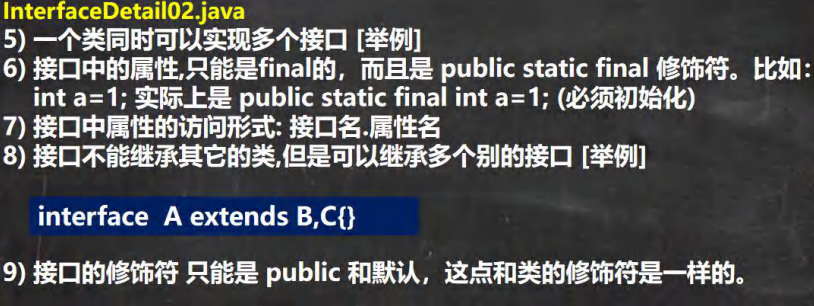 InterfaceDetail02.java
5) 一个类同时可以实现多个接口 [举例]
6) 接口中的属性,只能是final的，而且是 public static final 修饰符。比如：
int a=1; 实际上是 public static final int a=1; (必须初始化)
7) 接口中属性的访问形式: 接口名.属性名
8) 接口不能继承其它的类,但是可以继承多个别的接口 [举例]
interface A extends B,C{}
9) 接口的修饰符 只能是 public 和默认，这点和类的修饰符是一样的。